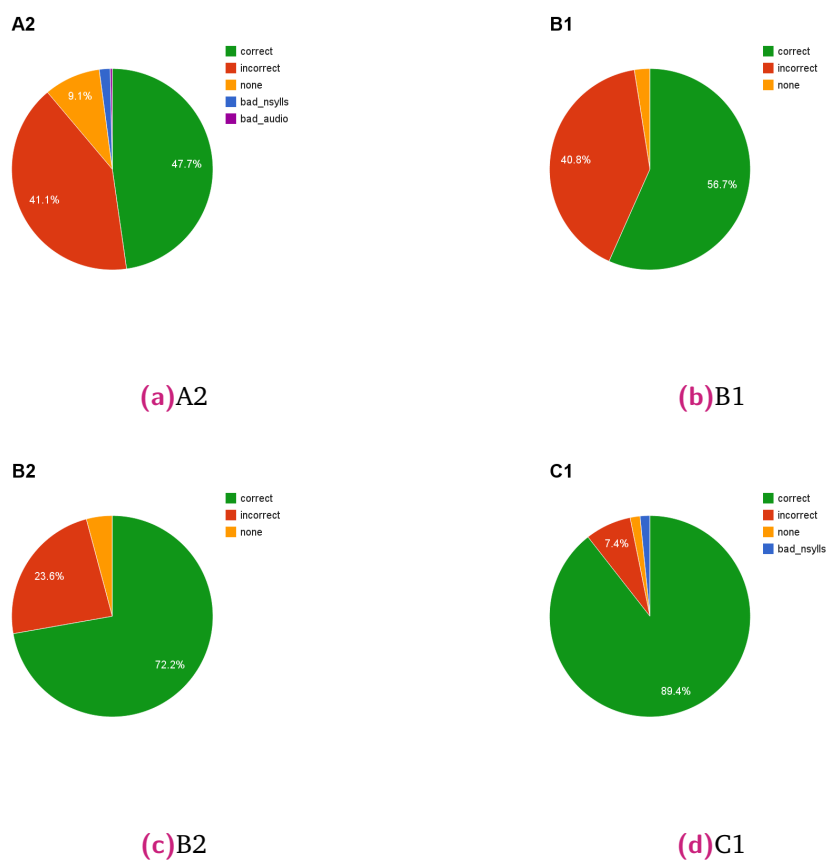 A2
correct
incorrect
none
bad_nsylls
bad_audio
9.1%
47.7%
41.1%
(a)A2
B1
correct
incorrect
none
40.8%
56.7%
(b)B1
B2
correct
incorrect
none
23.6%
72.2%
(c)B2
C1
correct
incorrect
none
bad_nsylls
7.4%
89.4%
(d)C1